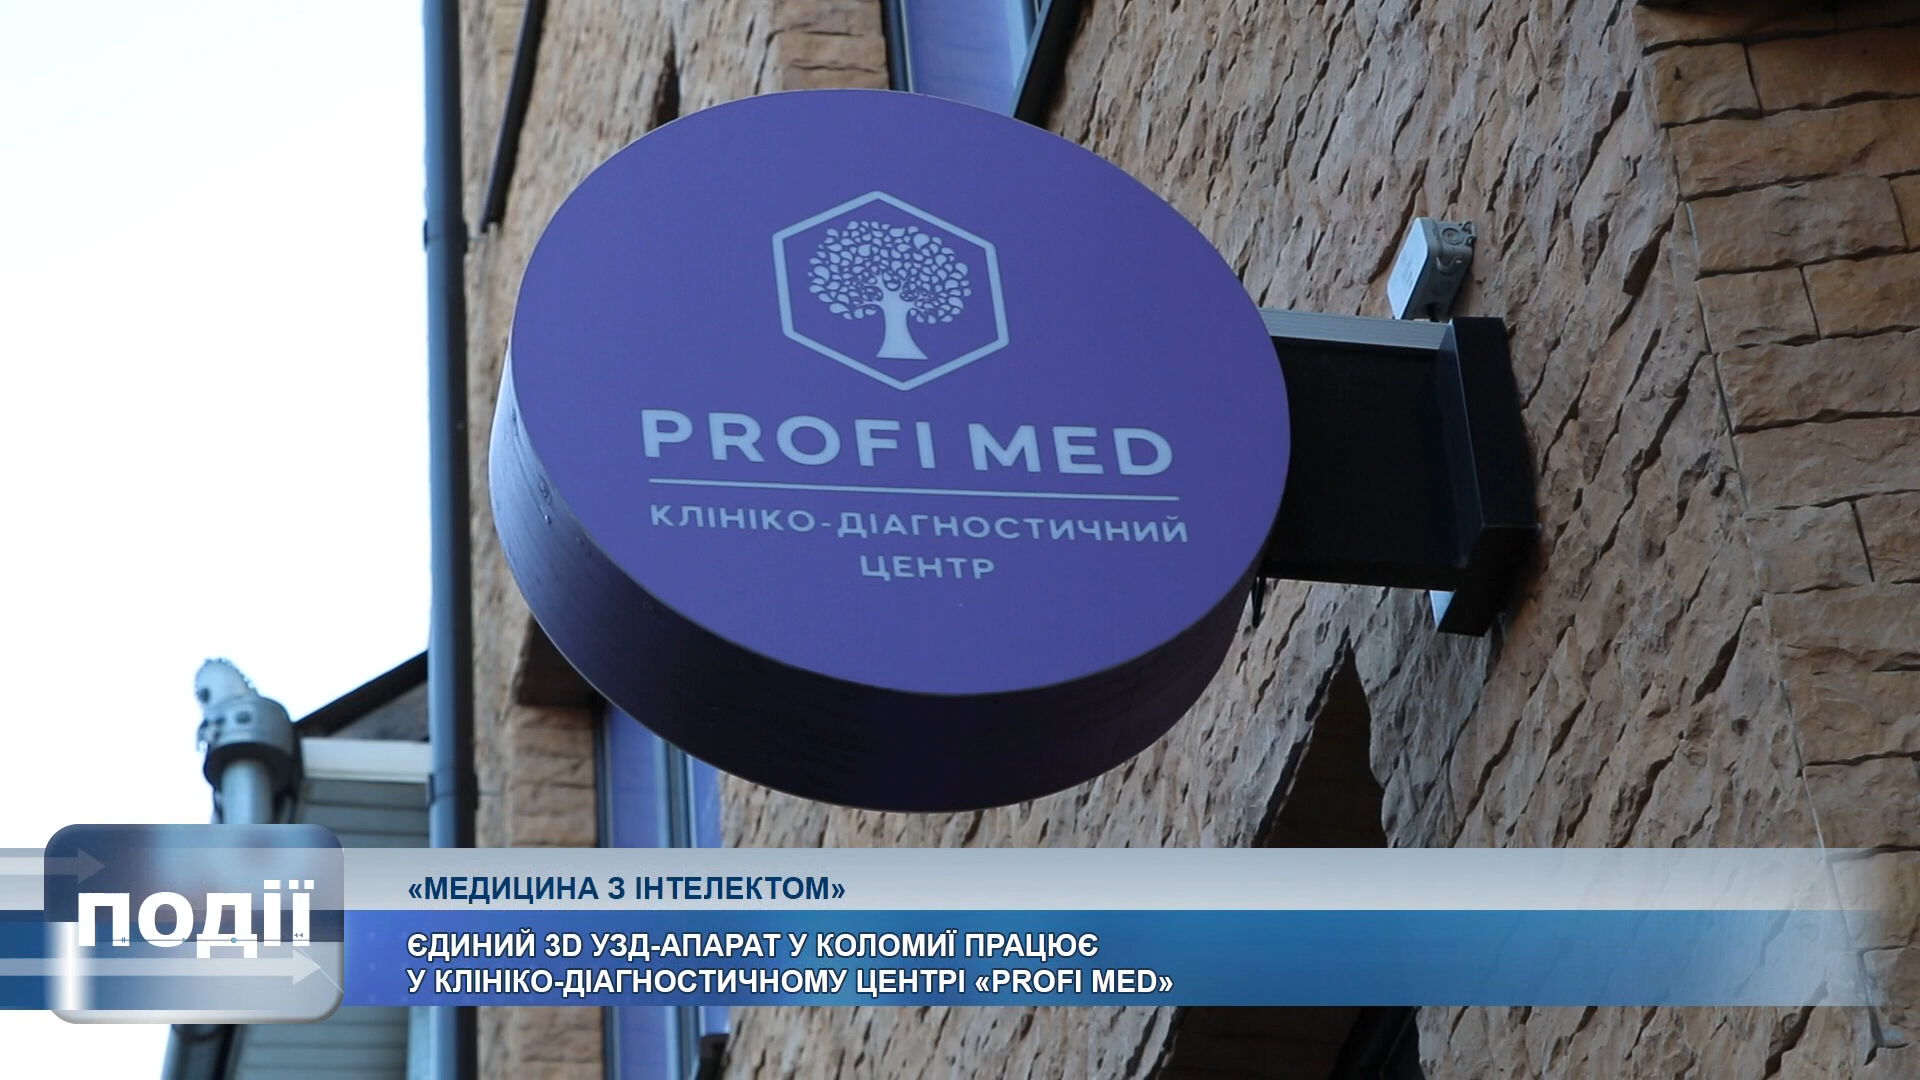 PROFI MED
КЛІНІКО-ДІАГНОСТИЧНИЙ
ЦЕНТР
події
«МЕДИЦИНА З ІНТЕЛЕКТОМ»
ЄДИНИЙ 3D УЗД-АПАРАТ У КОЛОМИЇ ПРАЦЮЄ
У КЛІНІКО-ДІАГНОСТИЧНОМУ ЦЕНТРІ «PROFI MED»